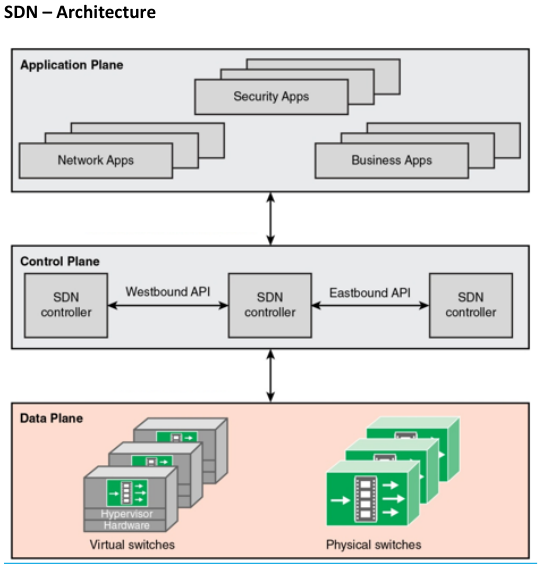 SDN – Architecture
Application Plane
Security Apps
Network Apps
Business Apps
Control Plane
SDN
controller
Westbound API
SDN
controller
Eastbound API
SDN
controller
Data Plane
Hypervisor
Hardware
Virtual switches
Physical switches